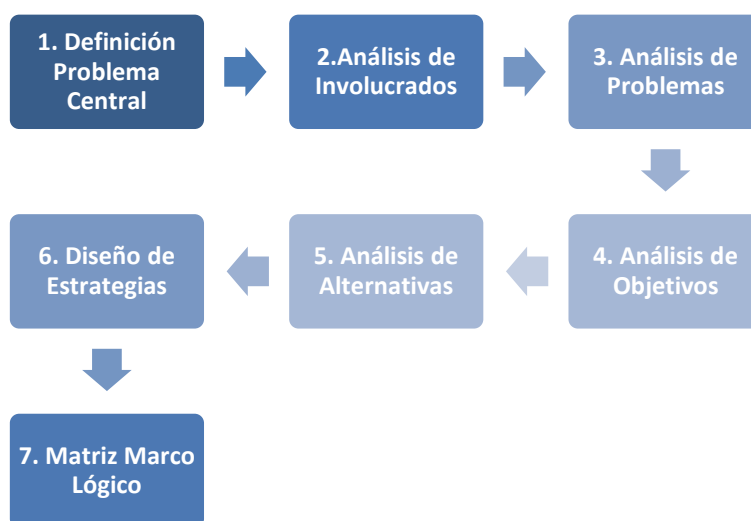 1. Definición
Problema
Central
2.Análisis de
Involucrados
3. Análisis de
Problemas
4. Análisis de
Objetivos
5. Análisis de
Alternativas
6. Diseño de
Estrategias
7. Matriz Marco
Lógico